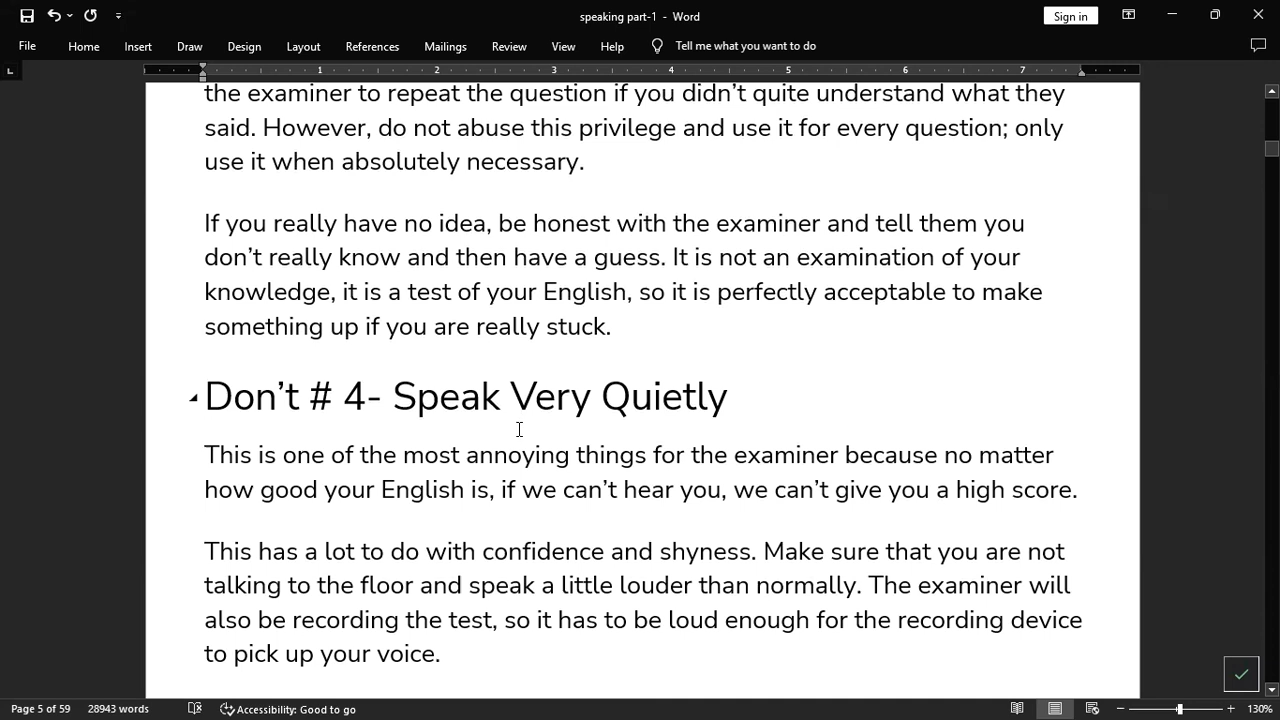 speaking part-1 - Word
Sign in
File Home Insert Draw Design Layout References Mailings Review View Help Tell me what you want to do
1 2 3 4 5 6 7
the examiner to repeat the question if you didn’t quite understand what they
said. However, do not abuse this privilege and use it for every question; only
use it when absolutely necessary.
If you really have no idea, be honest with the examiner and tell them you
don’t really know and then have a guess. It is not an examination of your
knowledge, it is a test of your English, so it is perfectly acceptable to make
something up if you are really stuck.
Don’t # 4- Speak Very Quietly
This is one of the most annoying things for the examiner because no matter
how good your English is, if we can’t hear you, we can’t give you a high score.
This has a lot to do with confidence and shyness. Make sure that you are not
talking to the floor and speak a little louder than normally. The examiner will
also be recording the test, so it has to be loud enough for the recording device
to pick up your voice.
Page 5 of 59 28943 words Accessibility: Good to go 130%